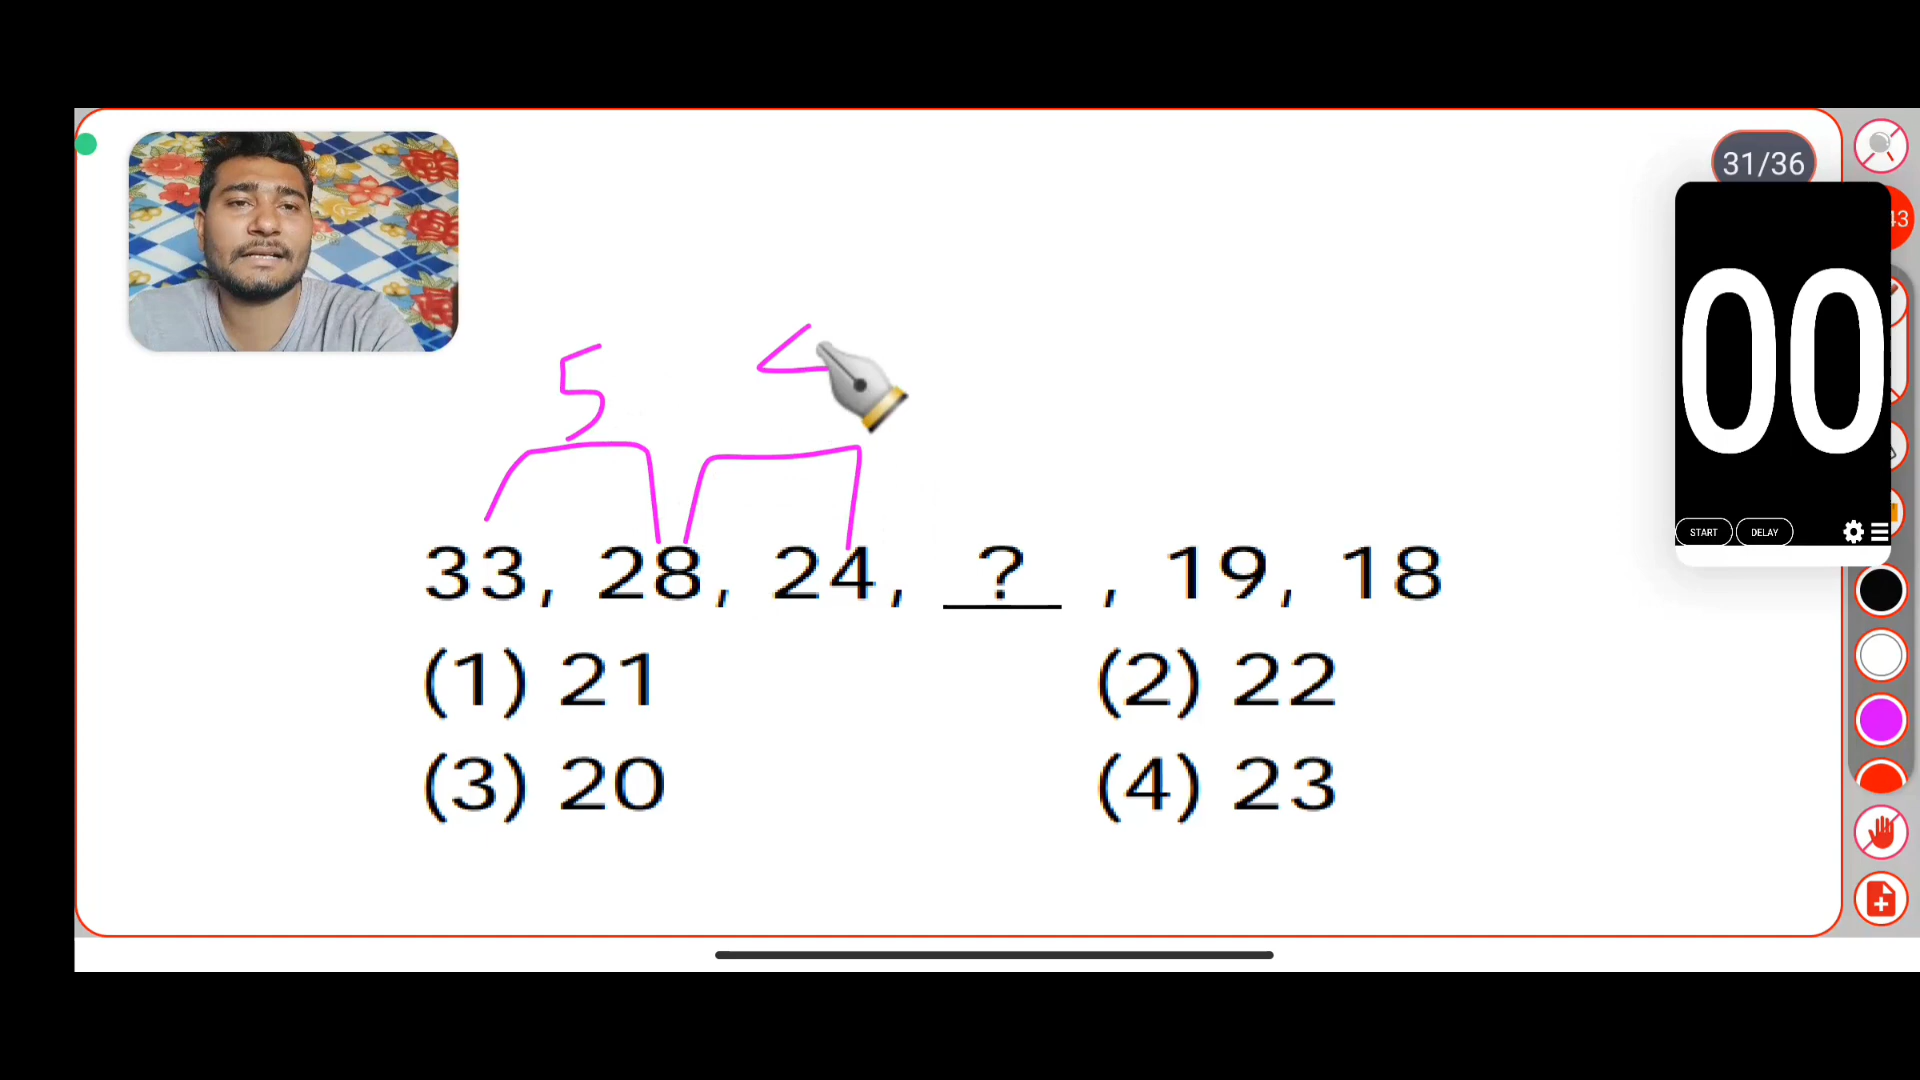 31/36
43
00
START DELAY
5
33, 28, 24, ? , 19, 18
(1) 21 (2) 22
(3) 20 (4) 23